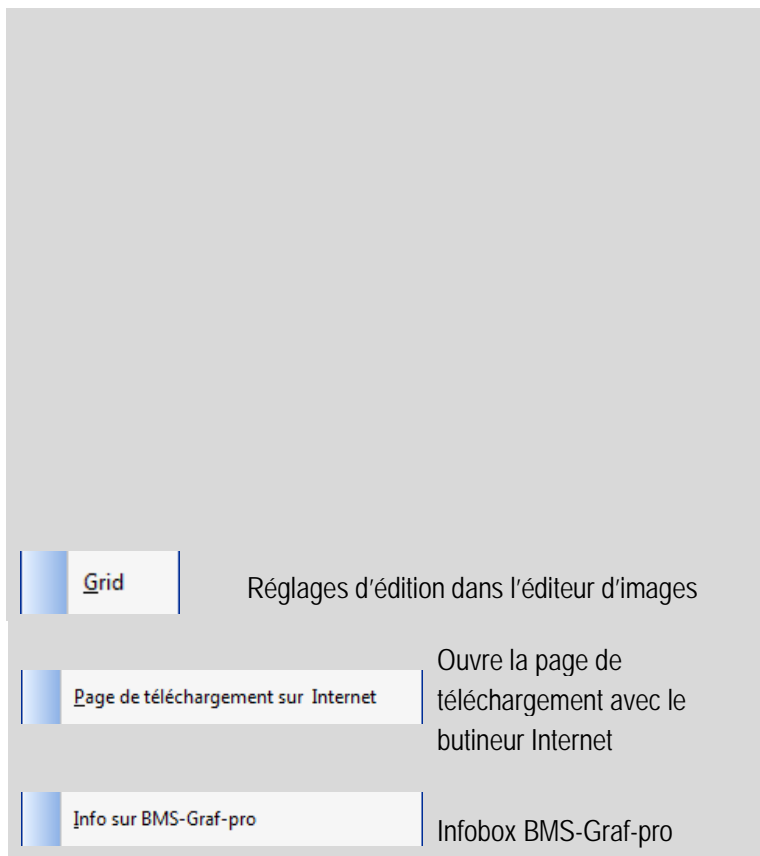 Grid
Réglages d'édition dans l'éditeur d'images
Ouvre la page de
Page de téléchargement sur Internet
téléchargement avec le
butineur Internet
Info sur BMS-Graf-pro
Infobox BMS-Graf-pro